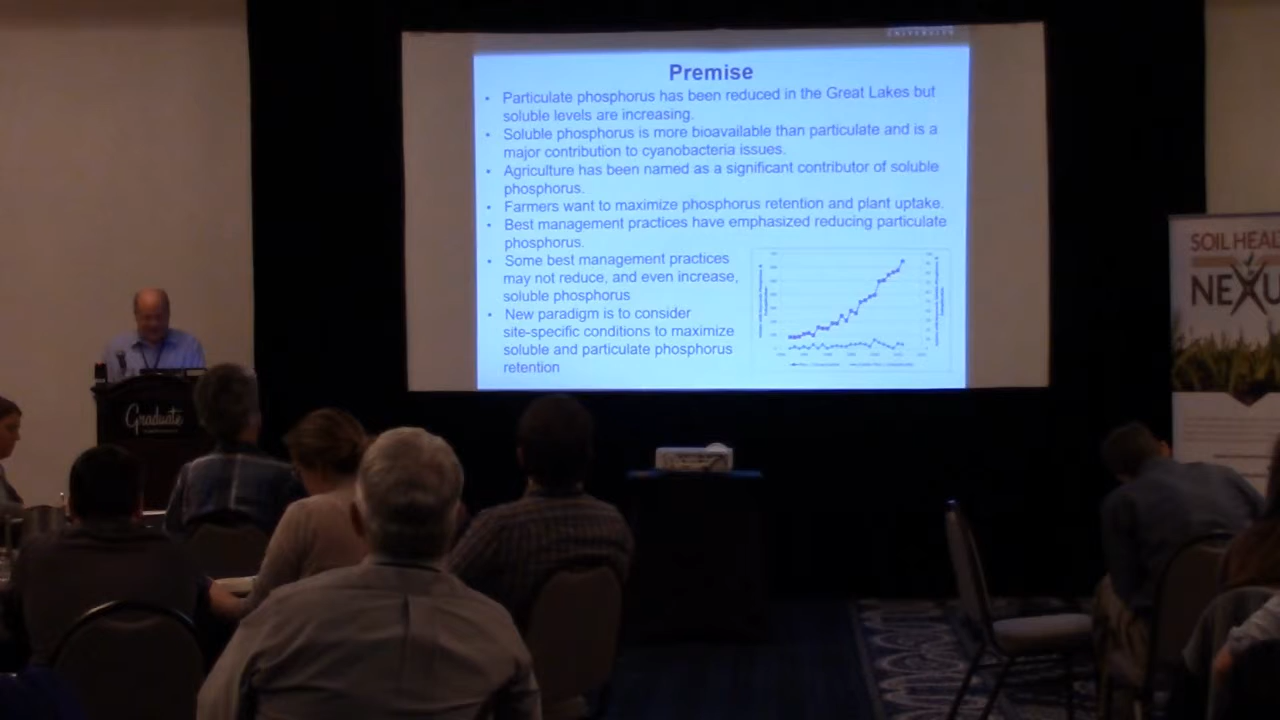 UNIVERSITY
Premise
• Particulate phosphorus has been reduced in the Great Lakes but
soluble levels are increasing.
• Soluble phosphorus is more bioavailable than particulate and is a
major contribution to cyanobacteria issues.
• Agriculture has been named as a significant contributor of soluble
phosphorus.
• Farmers want to maximize phosphorus retention and plant uptake.
• Best management practices have emphasized reducing particulate
phosphorus.
• Some best management practices
may not reduce, and even increase,
soluble phosphorus
• New paradigm is to consider
site-specific conditions to maximize
soluble and particulate phosphorus
retention
Graduate
SOIL HEAL
NEXU